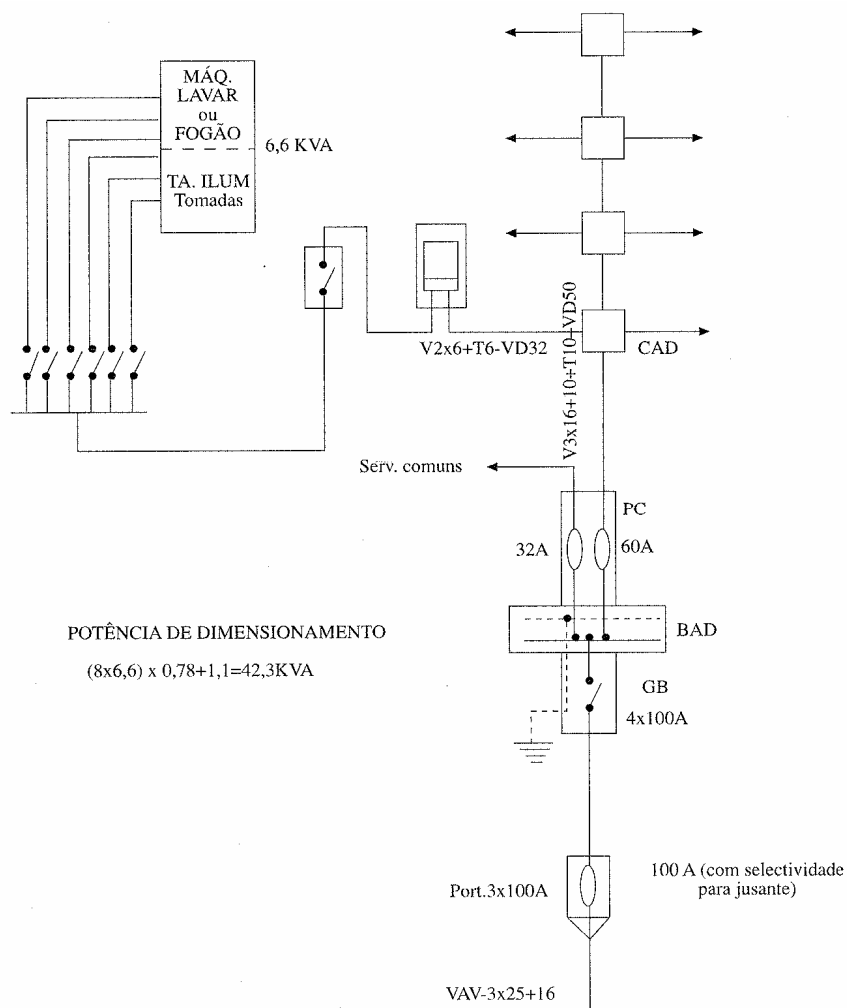 MÁQ.
LAVAR
ou
FOGÃO
6,6 KVA
TA. ILUM
Tomadas
V2x6+T6-VD32
CAD
V3x16+10+T10-VD50
Serv. comuns
PC
32A
60A
POTÊNCIA DE DIMENSIONAMENTO
(8x6,6) x 0,78+1,1=42,3KVA
BAD
GB
4x100A
Port.3x100A
100 A (com selectividade
para jusante)
VAV-3x25+16